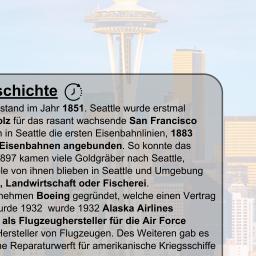 schichte
stand im Jahr 1851. Seattle wurde erstmal
olz für das rasant wachsende San Francisco
n in Seattle die ersten Eisenbahnlinien, 1883
Eisenbahnen angebunden. So konnte das
897 kamen viele Goldgräber nach Seattle,
le von ihnen blieben in Seattle und Umgebung
, Landwirtschaft oder Fischerei.
nehmen Boeing gegründet, welche einen Vertrag
urde 1932 wurde 1932 Alaska Airlines
als Flugzeughersteller für die Air Force
Hersteller von Flugzeugen. Des Weiteren gab es
ne Reparaturwerft für amerikanische Kriegsschiffe